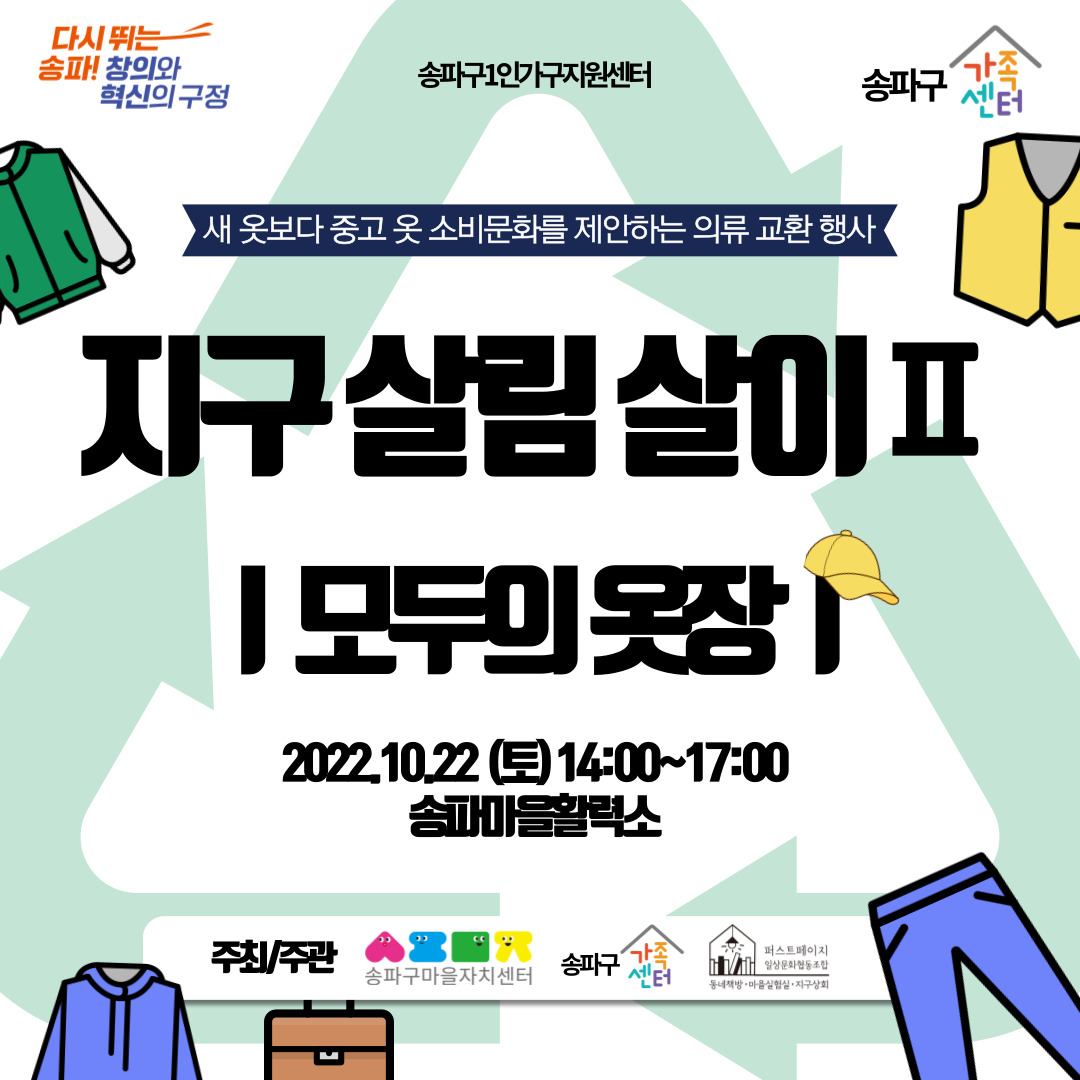 다시 뛰는
송파! 창의와
혁신의 구정
송파구1인가구지원센터
송파구 가족센터
새 옷보다 중고 옷 소비문화를 제안하는 의류 교환 행사
지구 살림 살이 Ⅱ
| 모두의 옷장 |
2022.10.22 (토) 14:00~17:00
송파마을활력소
주최/주관
송파구마을자치센터
송파구 가족센터
퍼스트페이지
일상문화협동조합
동네책방·마음실험실·지구상회